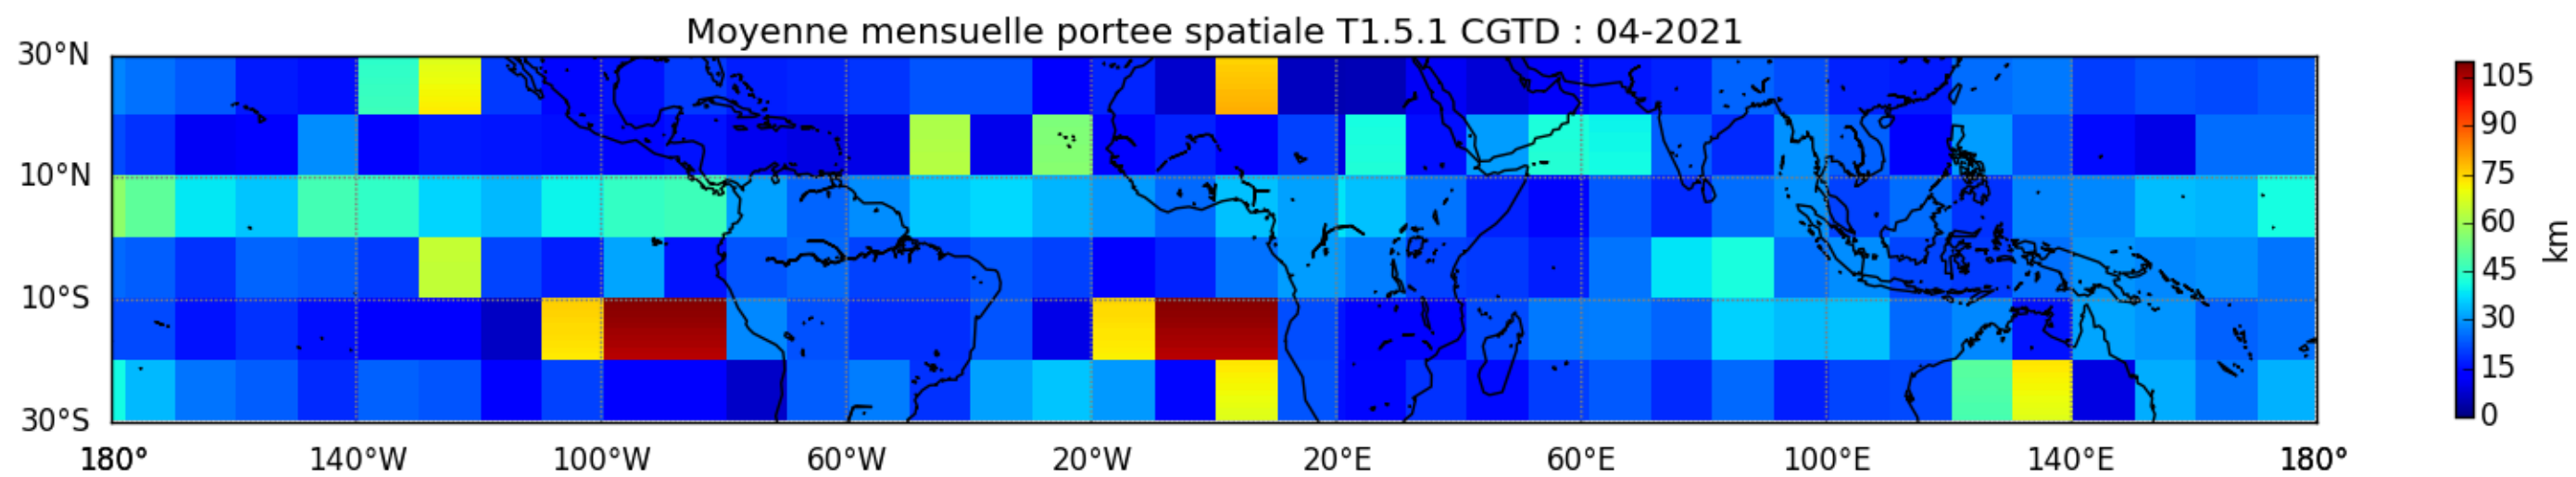 Moyenne mensuelle portee spatiale T1.5.1 CGTD : 04-2021
30°N
10°N
10°S
30°S
180° 140°W 100°W 60°W 20°W 20°E 60°E 100°E 140°E 180°
105
90
75
60
45
30
15
0
km